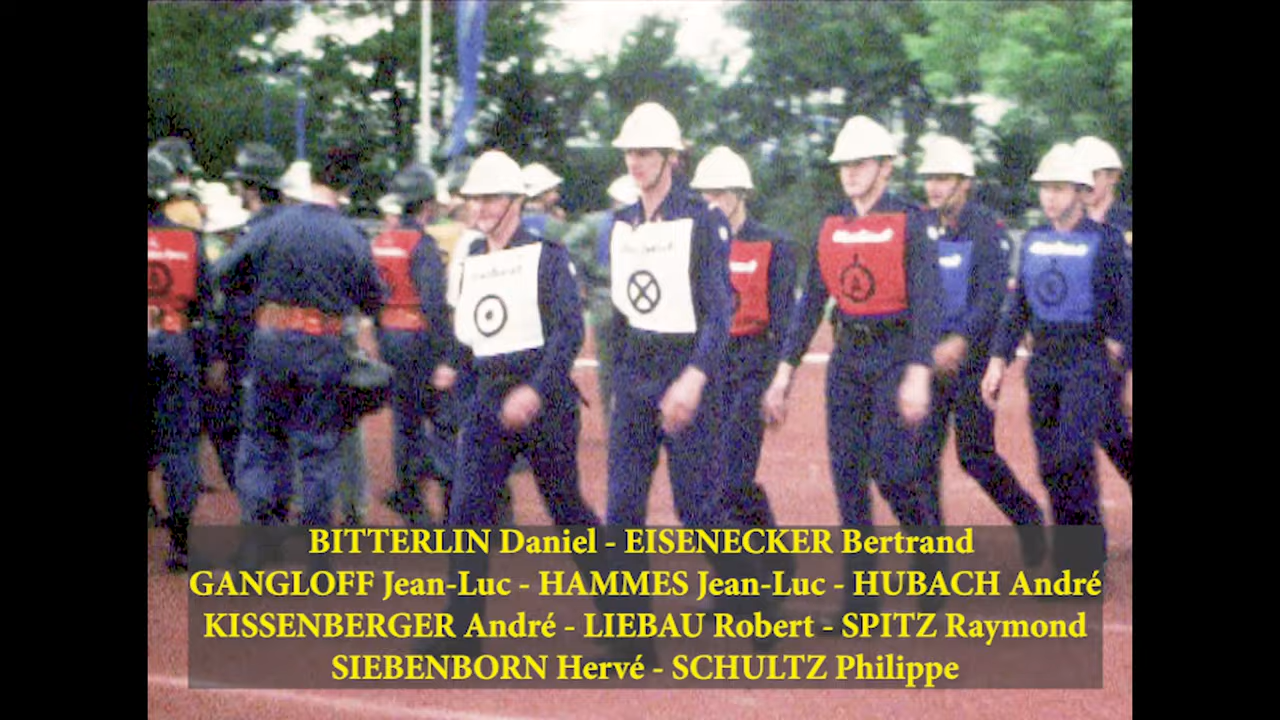 BITTERLIN Daniel - EISENECKER Bertrand
GANGLOFF Jean-Luc - HAMMES Jean-Luc - HUBACH André
KISSENBERGER André - LIEBAU Robert - SPITZ Raymond
SIEBENBORN Hervé - SCHULTZ Philippe